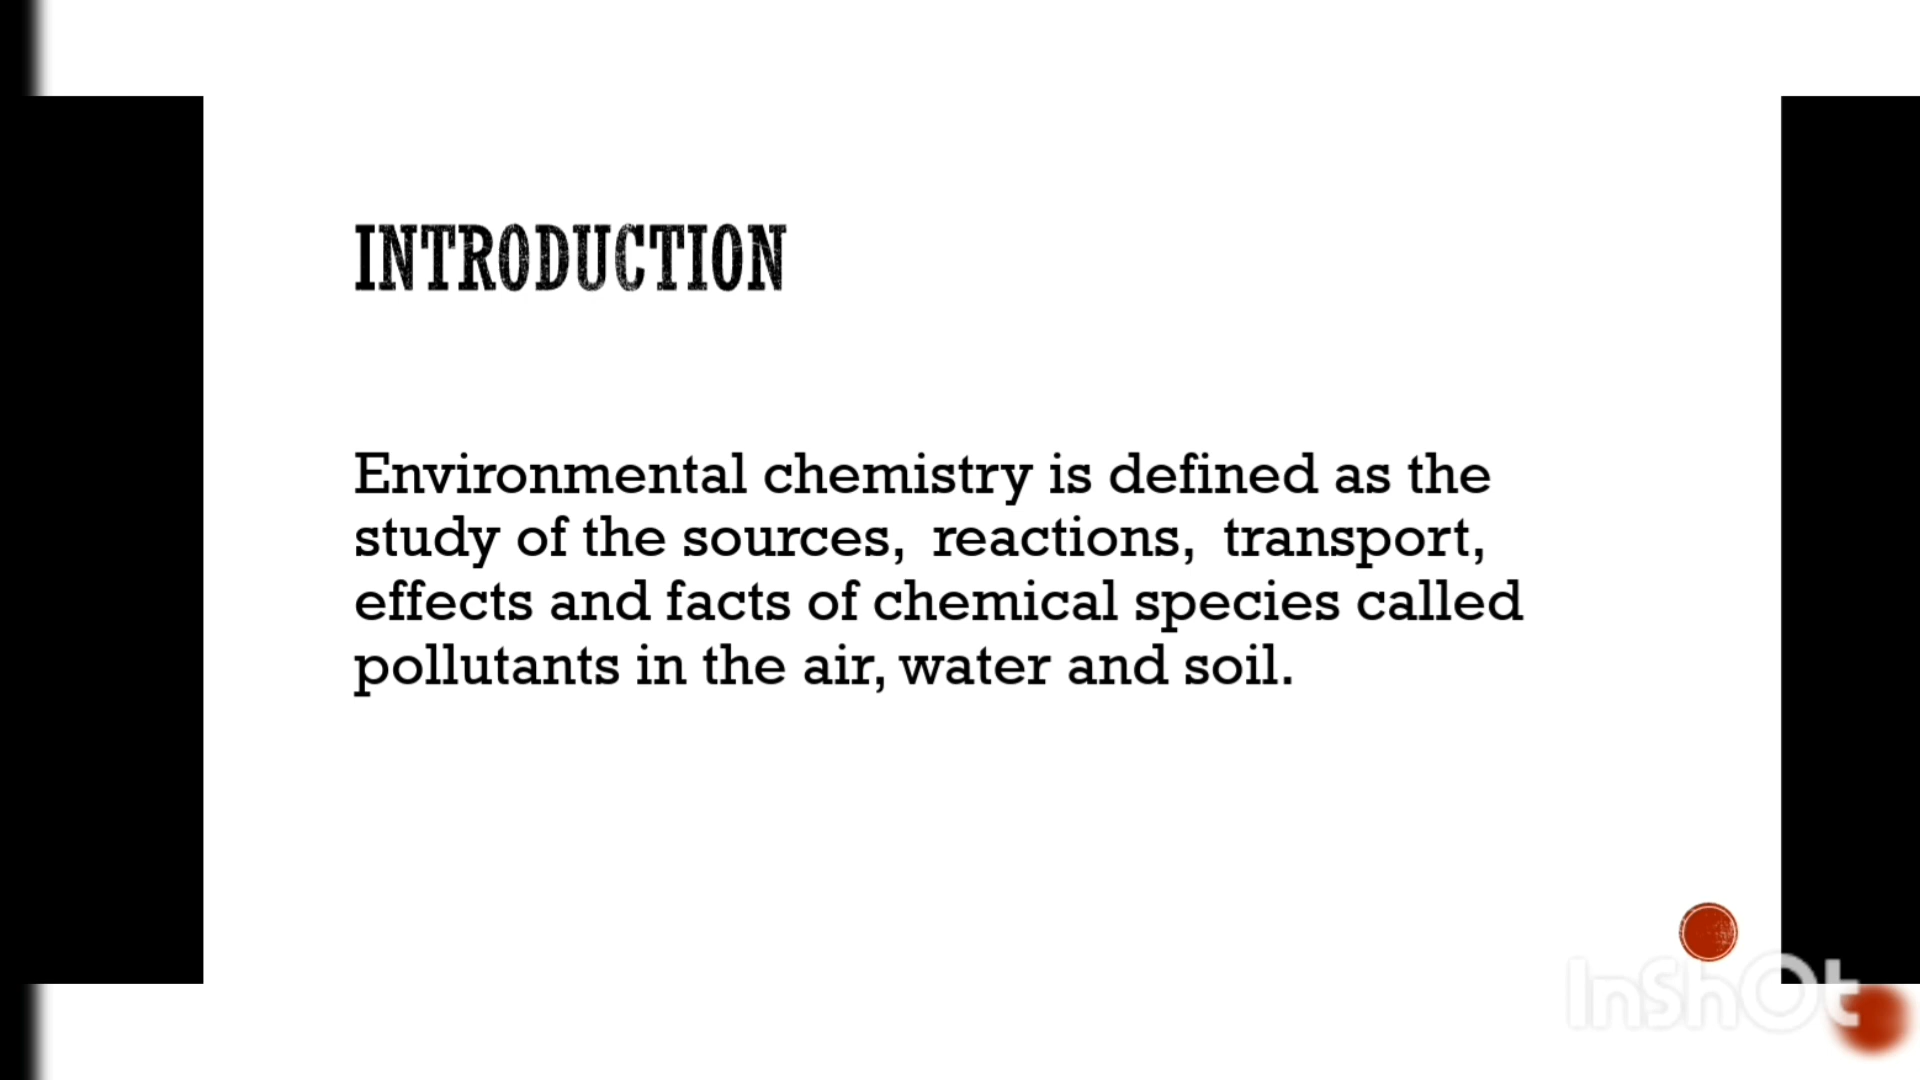 INTRODUCTION
Environmental chemistry is defined as the
study of the sources, reactions, transport,
effects and facts of chemical species called
pollutants in the air, water and soil.
InShOt